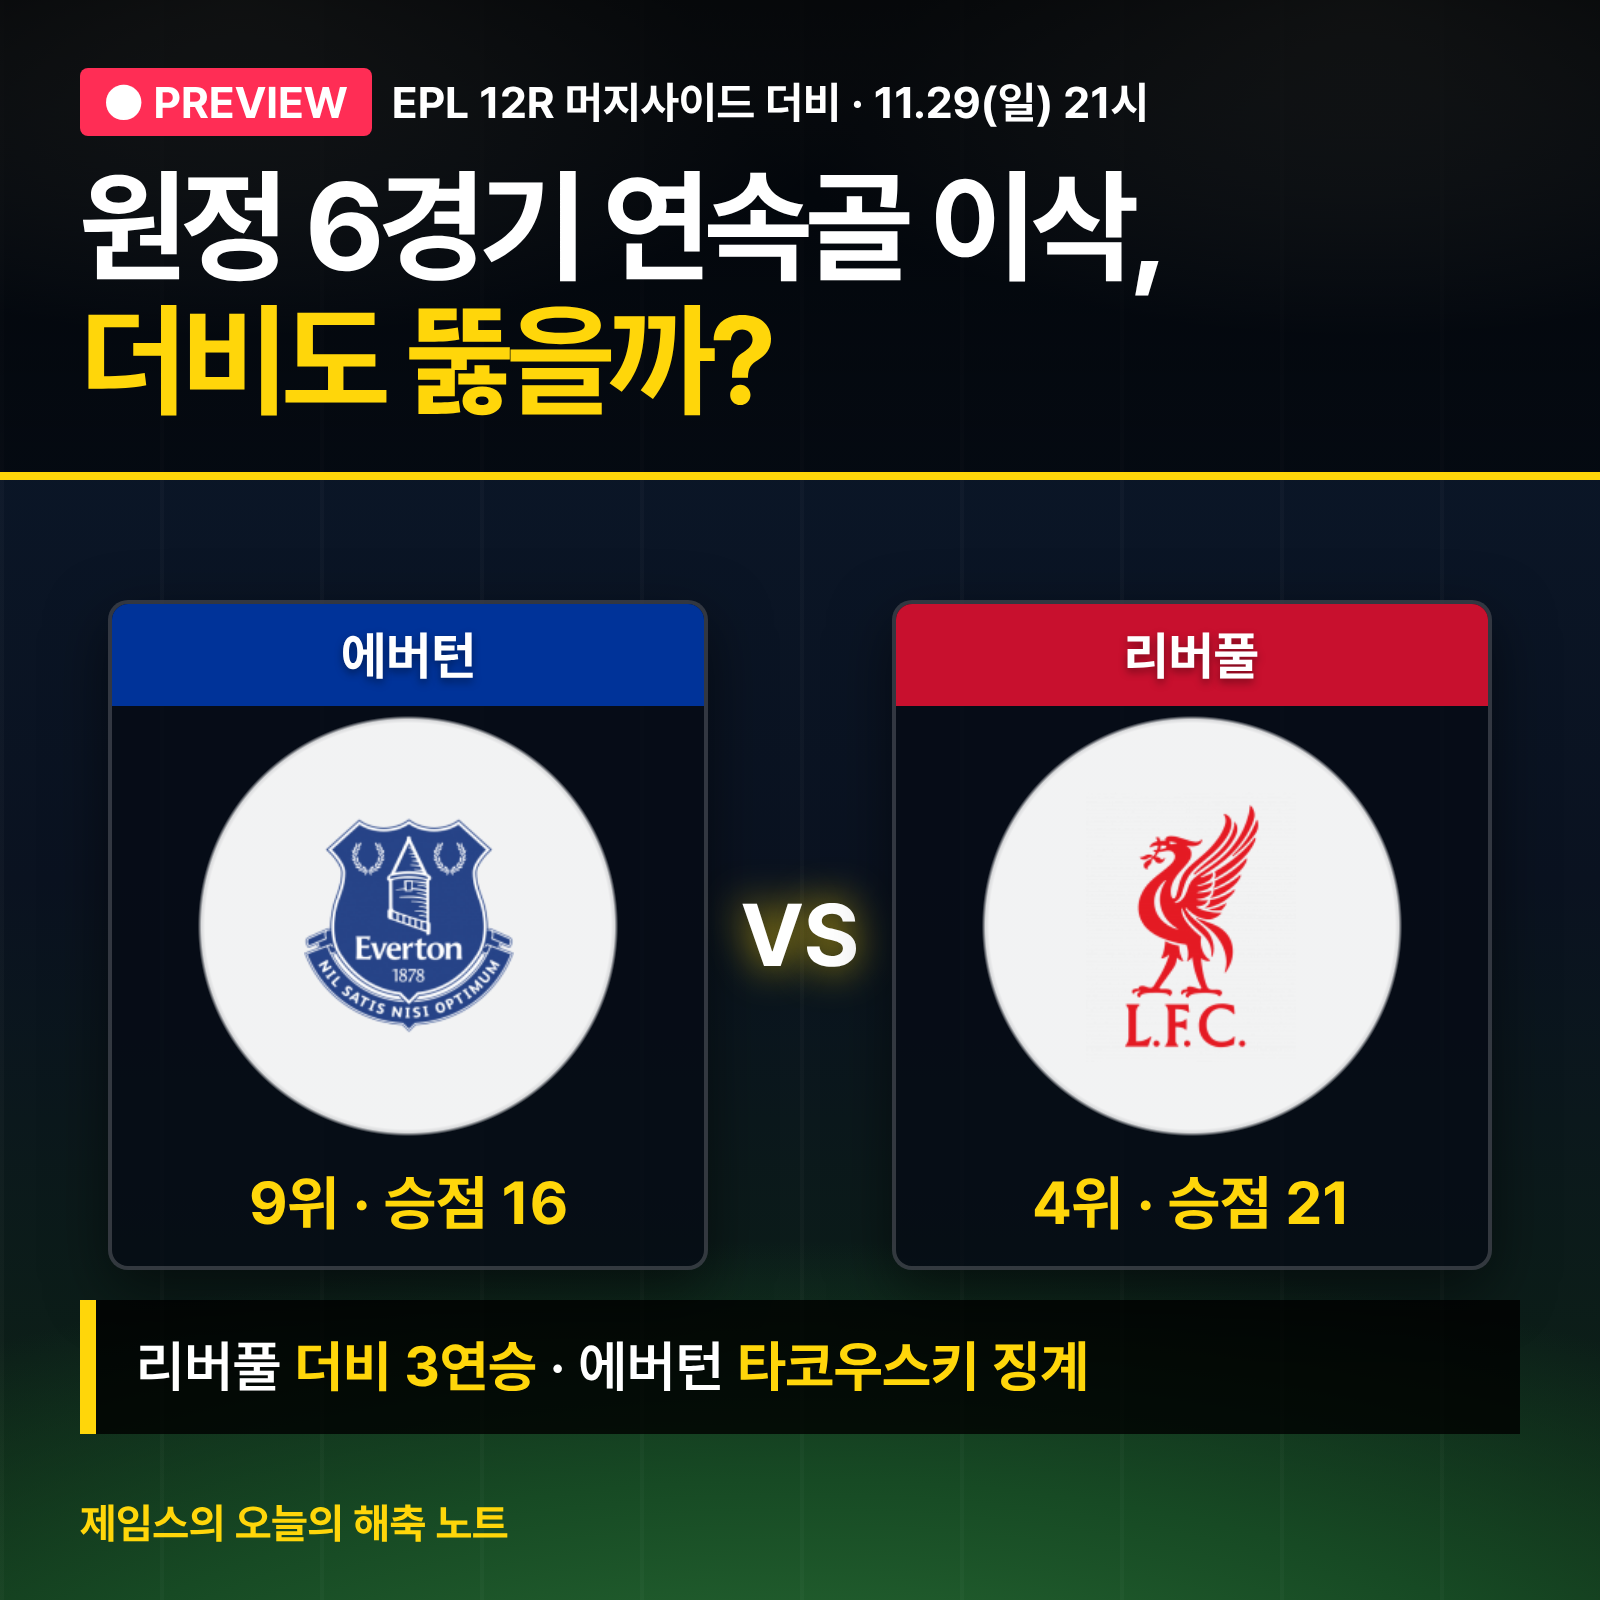 PREVIEW EPL 12R 머지사이드 더비 · 11.29(일) 21시
원정 6경기 연속골 이삭,
더비도 뚫을까?
에버턴
Everton
1878
NIL SATIS NISI OPTIMUM
9위 · 승점 16
VS
리버풀
L.F.C.
4위 · 승점 21
리버풀 더비 3연승 · 에버턴 타코우스키 징계
제임스의 오늘의 해축 노트